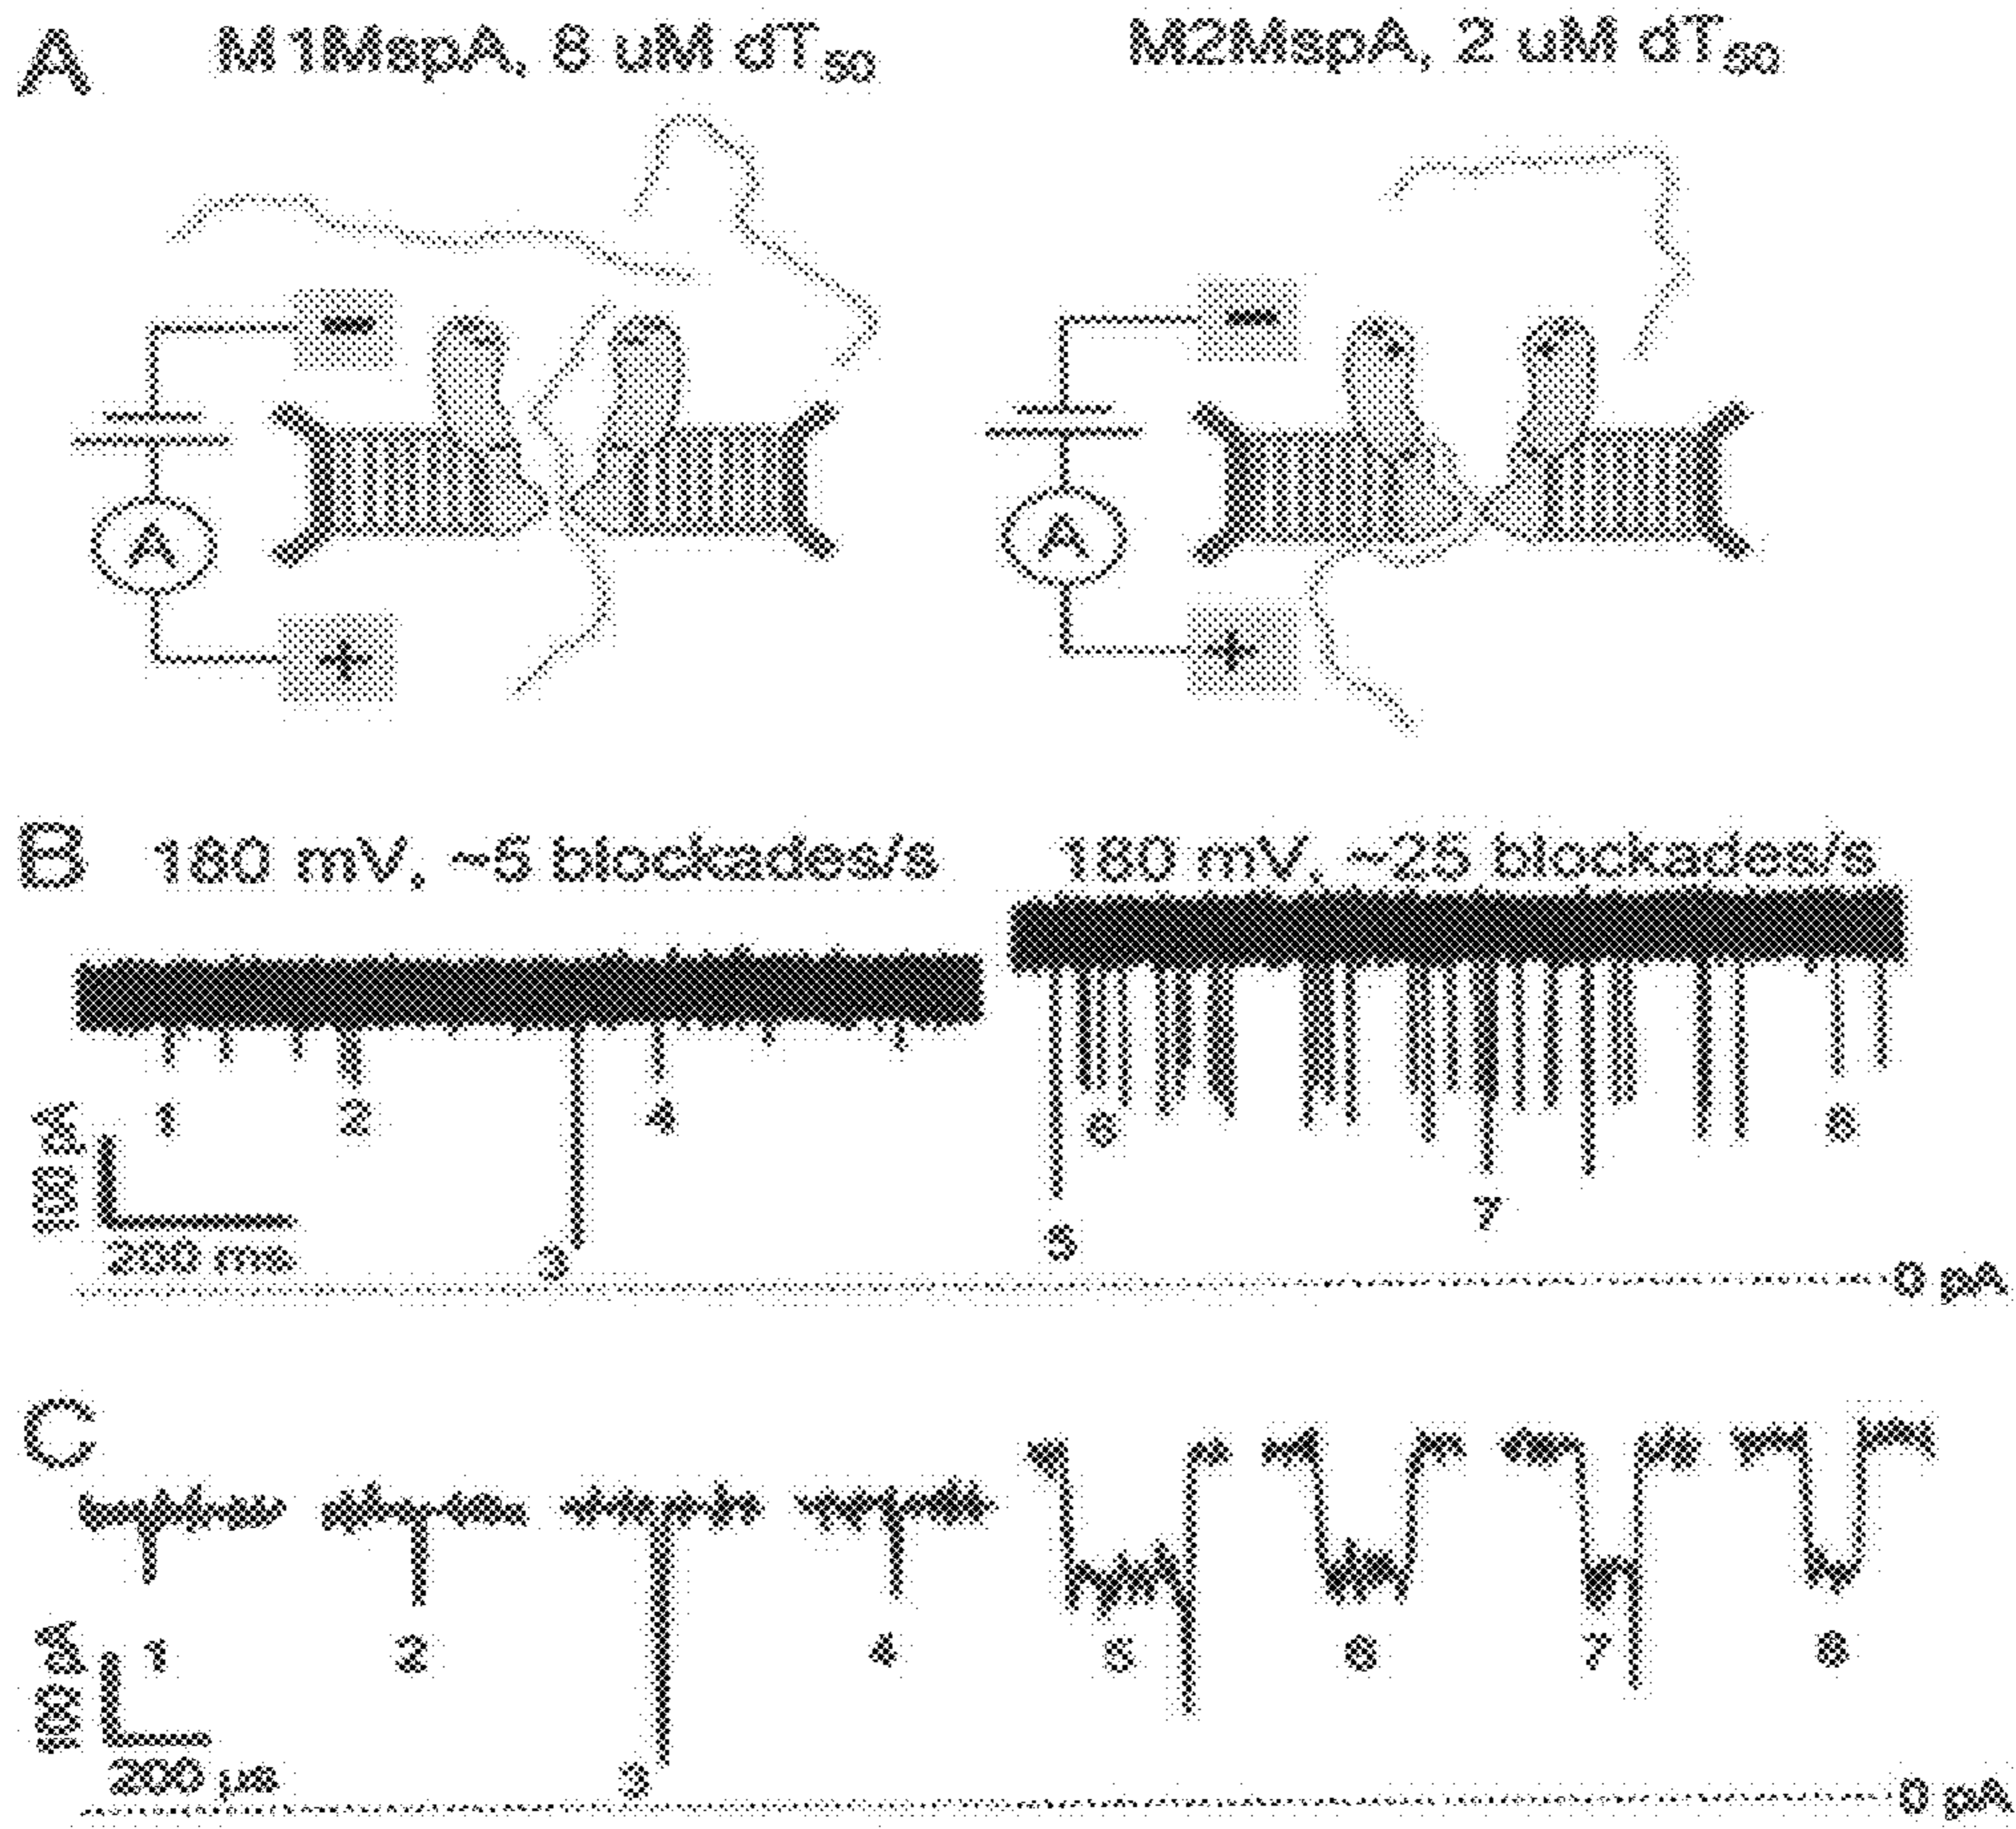 A M1MspA, 8 uM dT50 M2MspA, 2 uM dT50
− −
A A
+ +
B 180 mV, ~5 blockades/s 180 mV, ~25 blockades/s
1 2 4 6 8
100 pA
200 ms 3 5 7
0 pA
C
1 2 4 5 6 7 8
100 pA
200 µs 3
0 pA